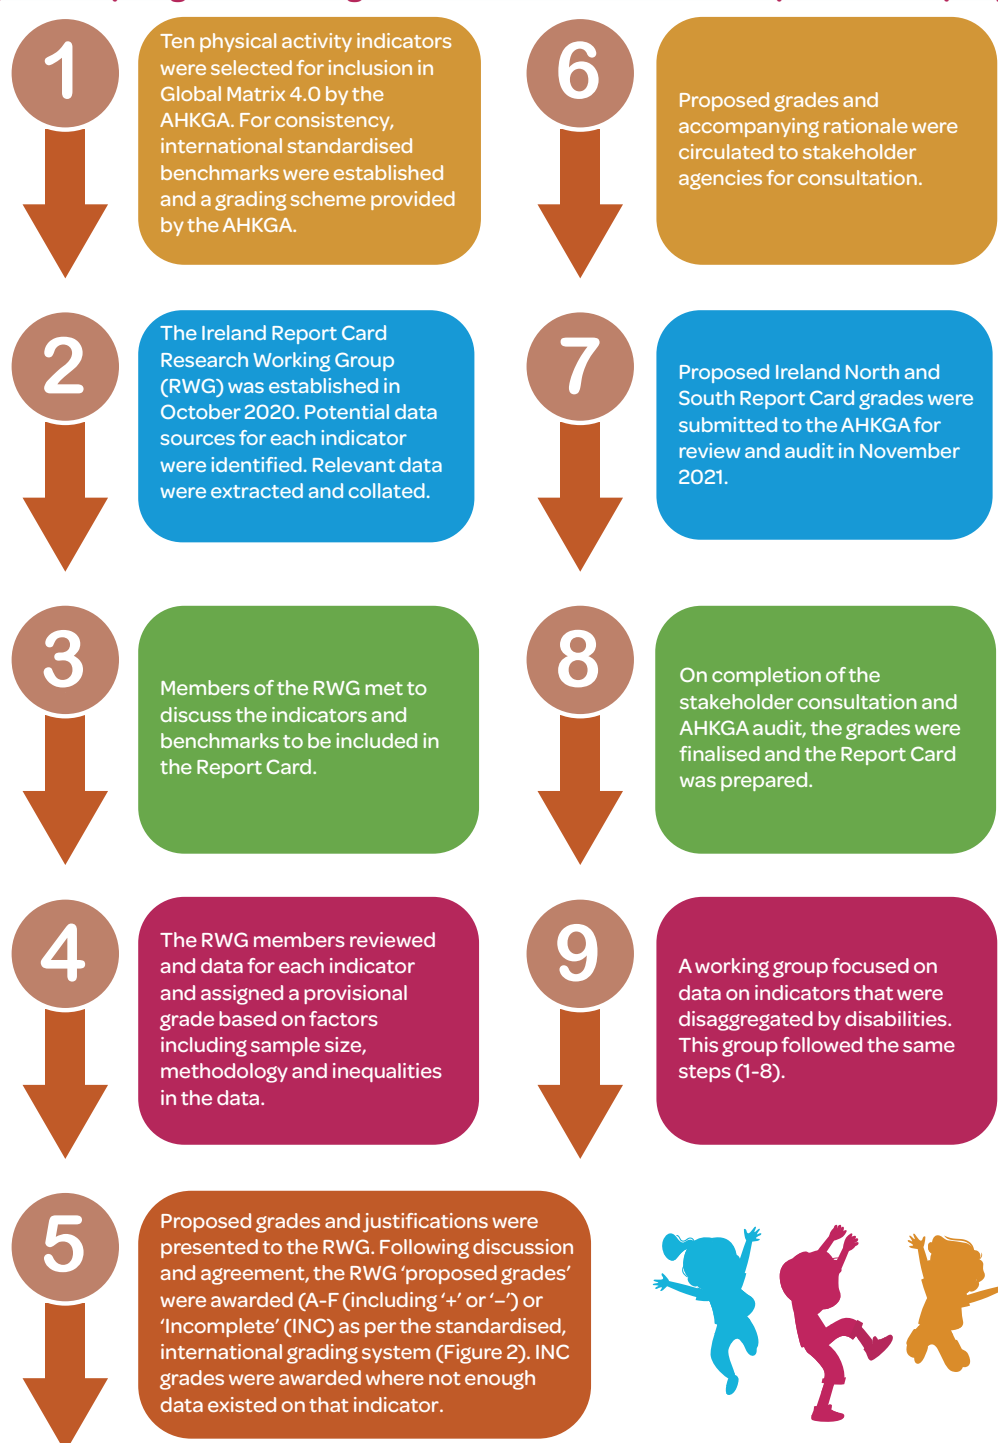 1
Ten physical activity indicators
were selected for inclusion in
Global Matrix 4.0 by the
AHKGA. For consistency,
international standardised
benchmarks were established
and a grading scheme provided
by the AHKGA.
2
The Ireland Report Card
Research Working Group
(RWG) was established in
October 2020. Potential data
sources for each indicator
were identified. Relevant data
were extracted and collated.
3
Members of the RWG met to
discuss the indicators and
benchmarks to be included in
the Report Card.
4
The RWG members reviewed
and data for each indicator
and assigned a provisional
grade based on factors
including sample size,
methodology and inequalities
in the data.
5
Proposed grades and justifications were
presented to the RWG. Following discussion
and agreement, the RWG ‘proposed grades’
were awarded (A-F (including ‘+’ or ‘–’) or
‘Incomplete’ (INC) as per the standardised,
international grading system (Figure 2). INC
grades were awarded where not enough
data existed on that indicator.
6
Proposed grades and
accompanying rationale were
circulated to stakeholder
agencies for consultation.
7
Proposed Ireland North and
South Report Card grades were
submitted to the AHKGA for
review and audit in November
2021.
8
On completion of the
stakeholder consultation and
AHKGA audit, the grades were
finalised and the Report Card
was prepared.
9
A working group focused on
data on indicators that were
disaggregated by disabilities.
This group followed the same
steps (1-8).